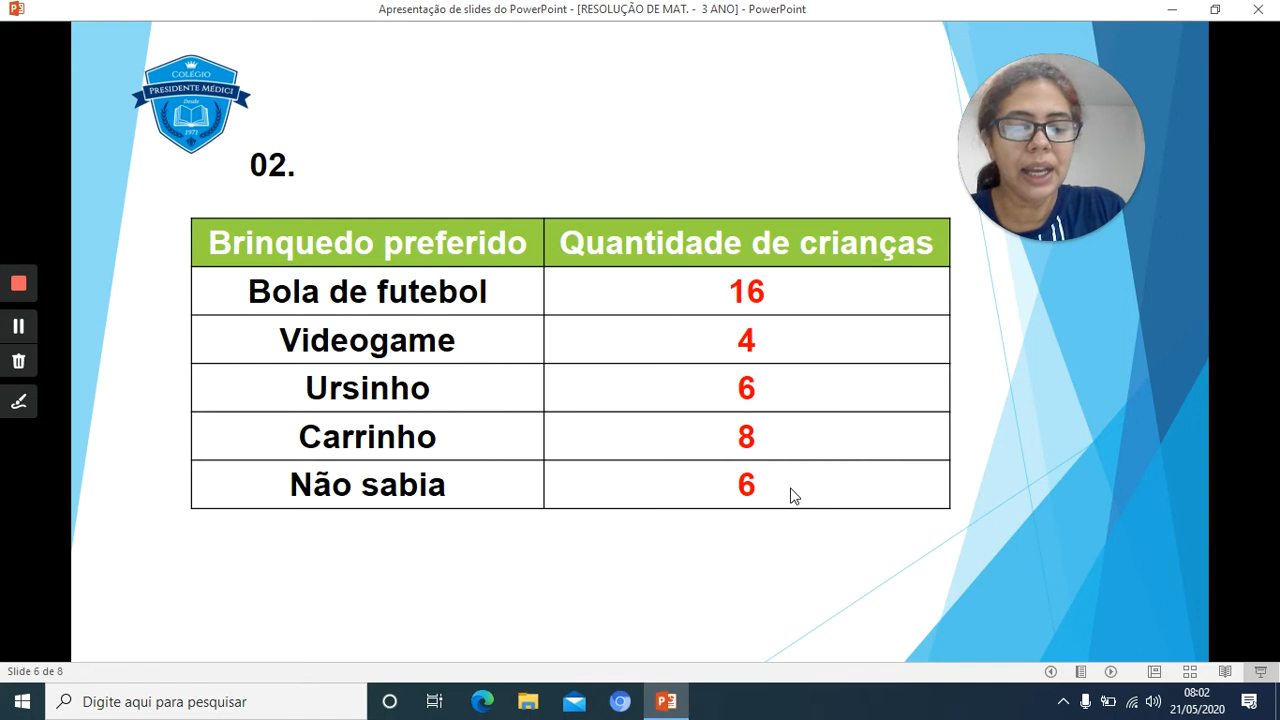 Apresentação de slides do PowerPoint - [RESOLUÇÃO DE MAT. - 3 ANO] - PowerPoint
COLÉGIO
PRESIDENTE MÉDICI
Desde
1971
02.
Brinquedo preferido Quantidade de crianças
Bola de futebol 16
Videogame 4
Ursinho 6
Carrinho 8
Não sabia 6
Slide 6 de 8
Digite aqui para pesquisar
08:02
21/05/2020